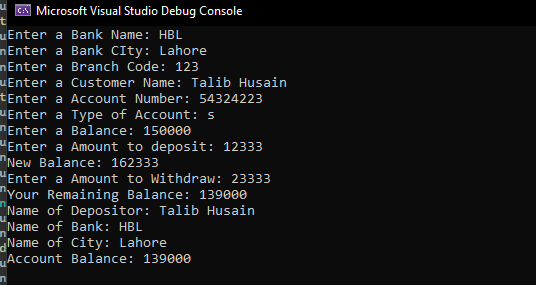 Microsoft Visual Studio Debug Console
Enter a Bank Name: HBL
Enter a Bank CIty: Lahore
Enter a Branch Code: 123
Enter a Customer Name: Talib Husain
Enter a Account Number: 54324223
Enter a Type of Account: s
Enter a Balance: 150000
Enter a Amount to deposit: 12333
New Balance: 162333
Enter a Amount to Withdraw: 23333
Your Remaining Balance: 139000
Name of Depositor: Talib Husain
Name of Bank: HBL
Name of City: Lahore
Account Balance: 139000